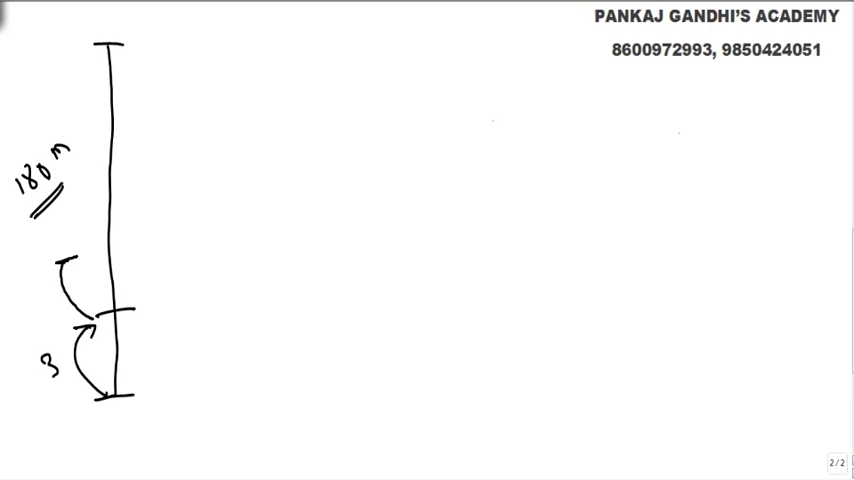 PANKAJ GANDHI'S ACADEMY
8600972993, 9850424051
180 m
3
2/2